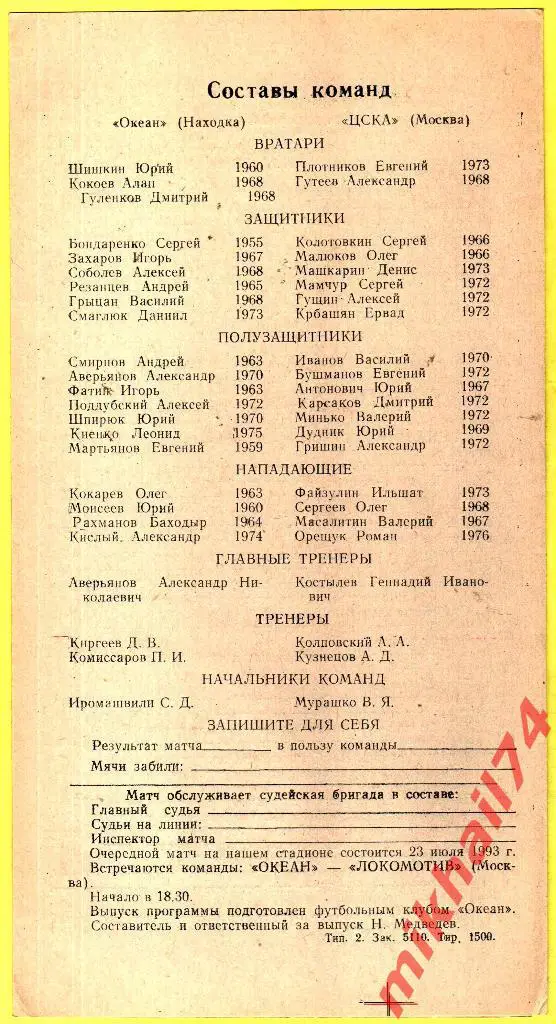 Составы команд
«Океан» (Находка) «ЦСКА» (Москва)
ВРАТАРИ
Шишкин Юрий 1960 Плотников Евгений 1973
Кокоев Алан 1968 Гутеев Александр 1968
Гуленков Дмитрий 1968
ЗАЩИТНИКИ
Бондаренко Сергей 1955 Колотовкин Сергей 1966
Захаров Игорь 1967 Малюков Олег 1966
Соболев Алексей 1968 Машкарин Денис 1973
Резанцев Андрей 1965 Мамчур Сергей 1972
Грыцан Василий 1968 Гущин Алексей 1972
Смаглюк Даниил 1973 Крбашян Ервад 1972
ПОЛУЗАЩИТНИКИ
Смирнов Андрей 1963 Иванов Василий 1970
Аверьянов Александр 1970 Бушманов Евгений 1972
Фатин Игорь 1963 Антонович Юрий 1967
Поддубский Алексей 1972 Карсаков Дмитрий 1972
Шпирюк Юрий 1970 Минько Валерий 1972
Киенко Леонид 1975 Дудник Юрий 1969
Мартьянов Евгений 1959 Гришин Александр 1972
НАПАДАЮЩИЕ
Кокарев Олег 1963 Файзулин Ильшат 1973
Моисеев Юрий 1960 Сергеев Олег 1968
Рахманов Баходыр 1964 Масалитин Валерий 1967
Кислый Александр 1974 Орещук Роман 1976
ГЛАВНЫЕ ТРЕНЕРЫ
Аверьянов Александр Ни- Костылев Геннадий Ивано-
колаевич вич
ТРЕНЕРЫ
Киргеев Д. В. Колповский А. А.
Комиссаров П. И. Кузнецов А. Д.
НАЧАЛЬНИКИ КОМАНД
Иромашвили С. Д. Мурашко В. Я.
ЗАПИШИТЕ ДЛЯ СЕБЯ
Результат матча в пользу команды
Мячи забили:
Матч обслуживает судейская бригада в составе:
Главный судья
Судьи на линии:
Инспектор матча
Очередной матч на нашем стадионе состоится 23 июля 1993 г.
Встречаются команды: «ОКЕАН» — «ЛОКОМОТИВ» (Моск-
ва).
Начало в 18.30.
Выпуск программы подготовлен футбольным клубом «Океан».
Составитель и ответственный за выпуск Н. Медведев.
Тип. 2. Зак. 5110. Тир. 1500.
mikhail74